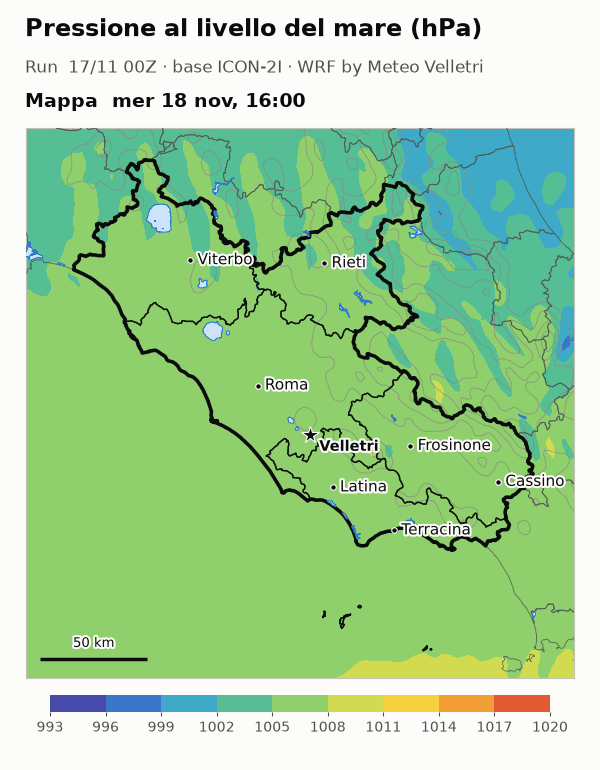 Pressione al livello del mare (hPa)
Run  17/11 00Z · base ICON-2I · WRF by Meteo Velletri
Mappa  mer 18 nov, 16:00
Viterbo
Rieti
Roma
Velletri
Frosinone
Latina
Cassino
Terracina
50 km
993 996 999 1002 1005 1008 1011 1014 1017 1020